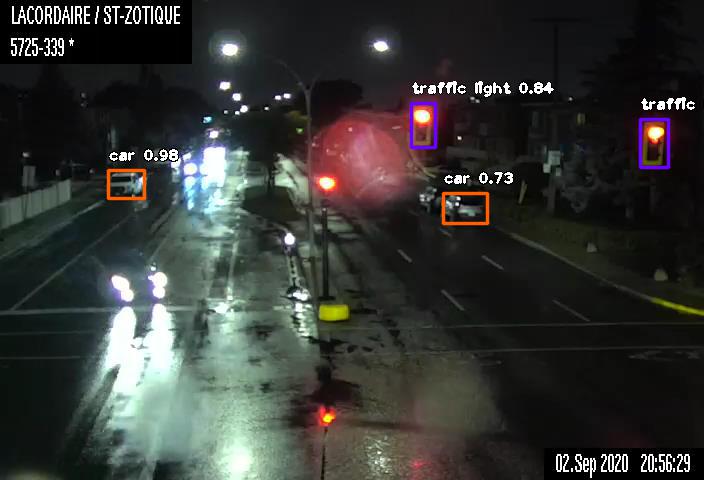 LACORDAIRE / ST-ZOTIQUE
5725-339 *
traffic light 0.84
traffic
car 0.98
car 0.73
02.Sep 2020 20:56:29